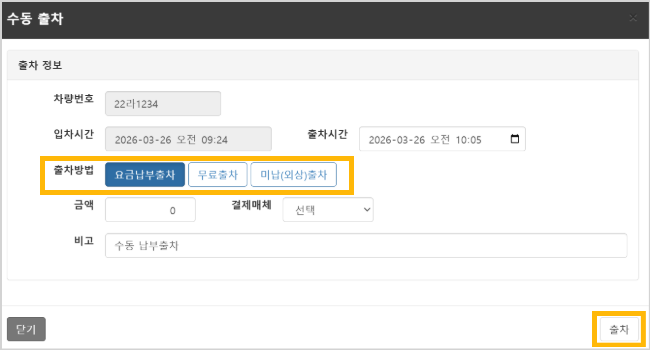 수동 출차 ×
출차 정보
차량번호 22라1234
입차시간 2026-03-26 오전 09:24 출차시간 2026-03-26 오전 10:05
출차방법 요금납부출차 무료출차 미납(외상)출차
금액 0 결제매체 선택
비고 수동 납부출차
닫기 출차